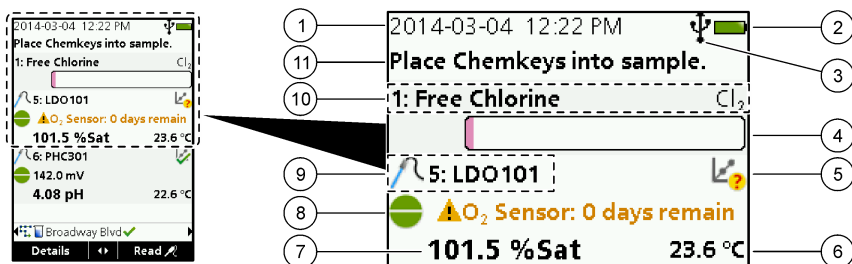 2014-03-04 12:22 PM
Place Chemkeys into sample.
1: Free Chlorine Cl₂
5: LDO101
O₂ Sensor: 0 days remain
101.5 %Sat 23.6 °C
6: PHC301
142.0 mV
4.08 pH 22.6 °C
Broadway Blvd
Details Read
1 2014-03-04 12:22 PM 2
3
11 Place Chemkeys into sample.
10 1: Free Chlorine Cl₂
4
9 5: LDO101 ? 5
8 O₂ Sensor: 0 days remain
7 101.5 %Sat 23.6 °C 6